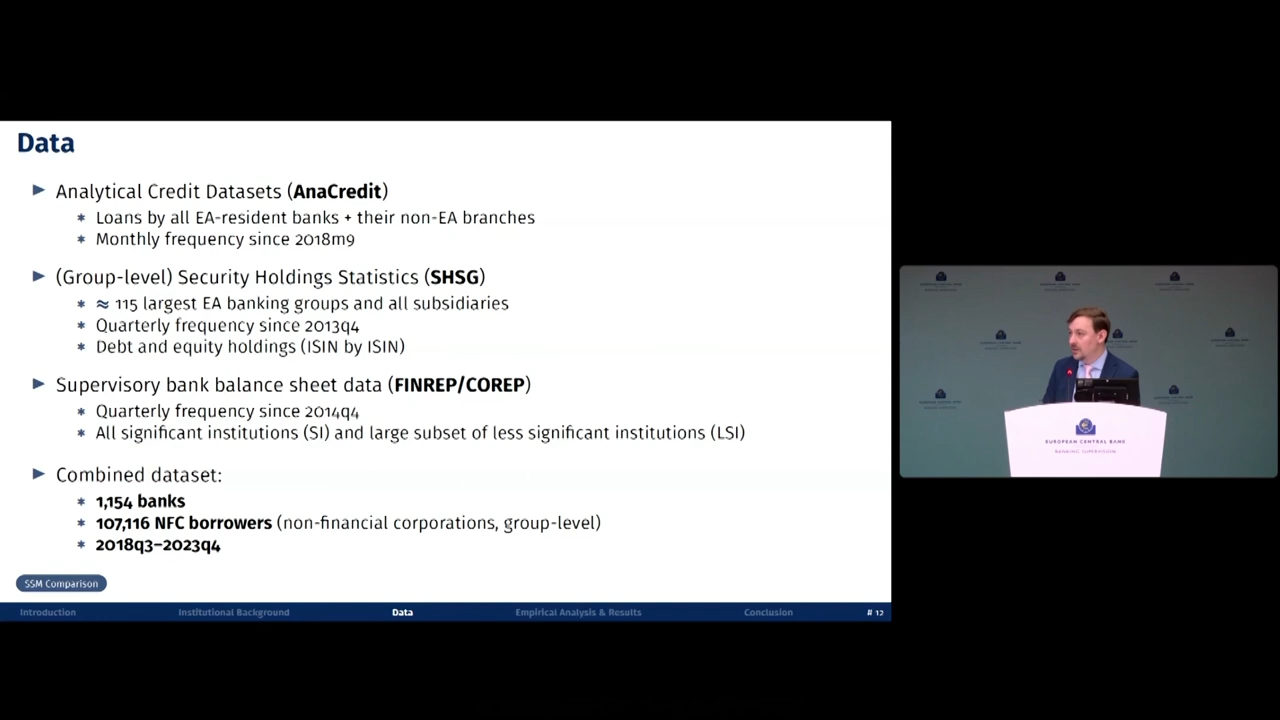 Data
► Analytical Credit Datasets (AnaCredit)
* Loans by all EA-resident banks + their non-EA branches
* Monthly frequency since 2018m9
► (Group-level) Security Holdings Statistics (SHSG)
* ≈ 115 largest EA banking groups and all subsidiaries
* Quarterly frequency since 2013q4
* Debt and equity holdings (ISIN by ISIN)
► Supervisory bank balance sheet data (FINREP/COREP)
* Quarterly frequency since 2014q4
* All significant institutions (SI) and large subset of less significant institutions (LSI)
► Combined dataset:
* 1,154 banks
* 107,116 NFC borrowers (non-financial corporations, group-level)
* 2018q3–2023q4
SSM Comparison
Introduction Institutional Background Data Empirical Analysis & Results Conclusion # 12
EUROPEAN CENTRAL BANK
BANKING SUPERVISION